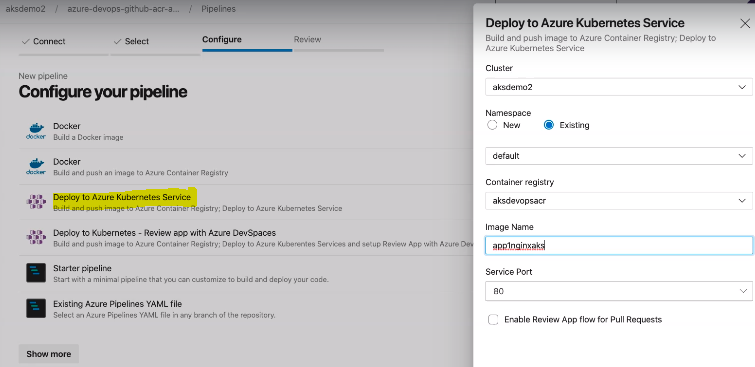 aksdemo2 / azure-devops-github-acr-a... / Pipelines
Connect
Select
Configure
Review
New pipeline
Configure your pipeline
docker
Docker
Build a Docker image
docker
Docker
Build and push an image to Azure Container Registry
Deploy to Azure Kubernetes Service
Build and push image to Azure Container Registry; Deploy to Azure Kubernetes Service
Deploy to Kubernetes - Review app with Azure DevSpaces
Build and push image to Azure Container Registry; Deploy to Azure Kuberentes Services and setup Review App with Azure Dev
Starter pipeline
Start with a minimal pipeline that you can customize to build and deploy your code.
Existing Azure Pipelines YAML file
Select an Azure Pipelines YAML file in any branch of the repository.
Show more
Deploy to Azure Kubernetes Service
Build and push image to Azure Container Registry; Deploy to
Azure Kubernetes Service
Cluster
aksdemo2
Namespace
New
Existing
default
Container registry
aksdevopsacr
Image Name
app1nginxaks
Service Port
80
Enable Review App flow for Pull Requests